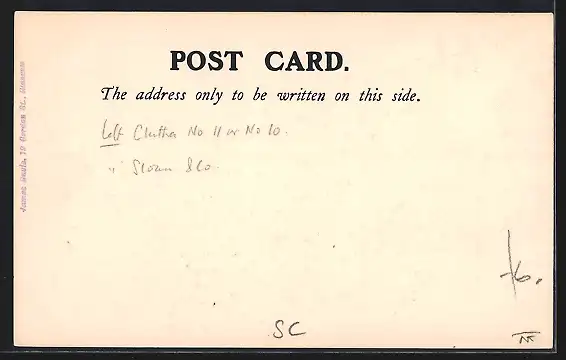 POST CARD.
The address only to be written on this side.
Left Clutha No 11 or No 10.
" Sloan & Co.
SC